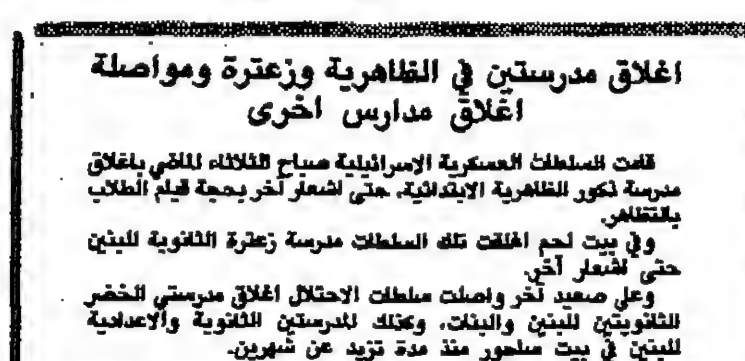 اغلاق مدرستين في الظاهرية وزعترة ومواصلة
اغلاق مدارس اخرى
قامت السلطات العسكرية الإسرائيلية صباح الثلاثاء الماضي باغلاق
مدرسة ذكور الظاهرية الابتدائية، حتى اشعار آخر بحجة قيام الطلاب
بالتظاهر.
وفي بيت لحم اغلقت تلك السلطات مدرسة زعترة الثانوية للبنين
حتى اشعار آخر.
وعلى صعيد آخر واصلت سلطات الاحتلال اغلاق مدرستي الخضر
الثانويتين للبنين والبنات، وكذلك المدرستين الثانوية والاعدادية
للبنين في بيت ساحور منذ مدة تزيد عن شهرين.